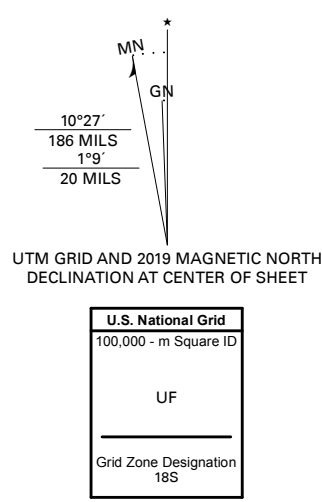 MN
GN
10°27´
186 MILS
1°9´
20 MILS
UTM GRID AND 2019 MAGNETIC NORTH
DECLINATION AT CENTER OF SHEET
U.S. National Grid
100,000 - m Square ID
UF
Grid Zone Designation
18S